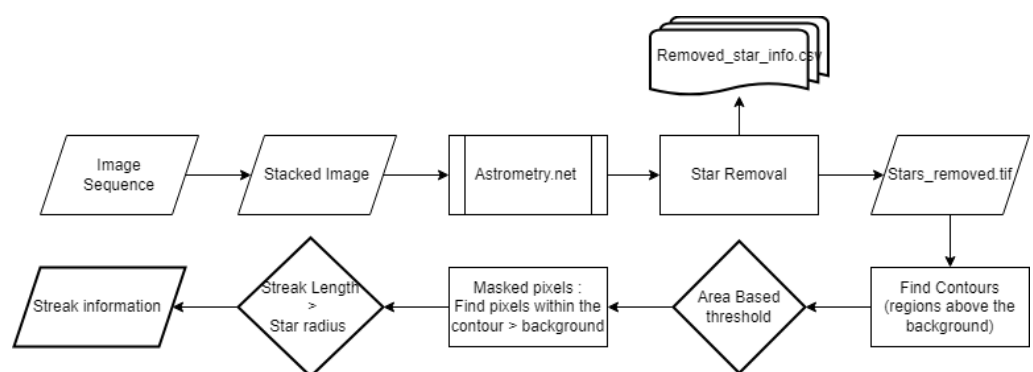 Removed_star_info.csv
Image
Sequence
Stacked Image
Astrometry.net
Star Removal
Stars_removed.tif
Find Contours
(regions above the
background)
Area Based
threshold
Masked pixels :
Find pixels within the
contour > background
Streak Length
>
Star radius
Streak information